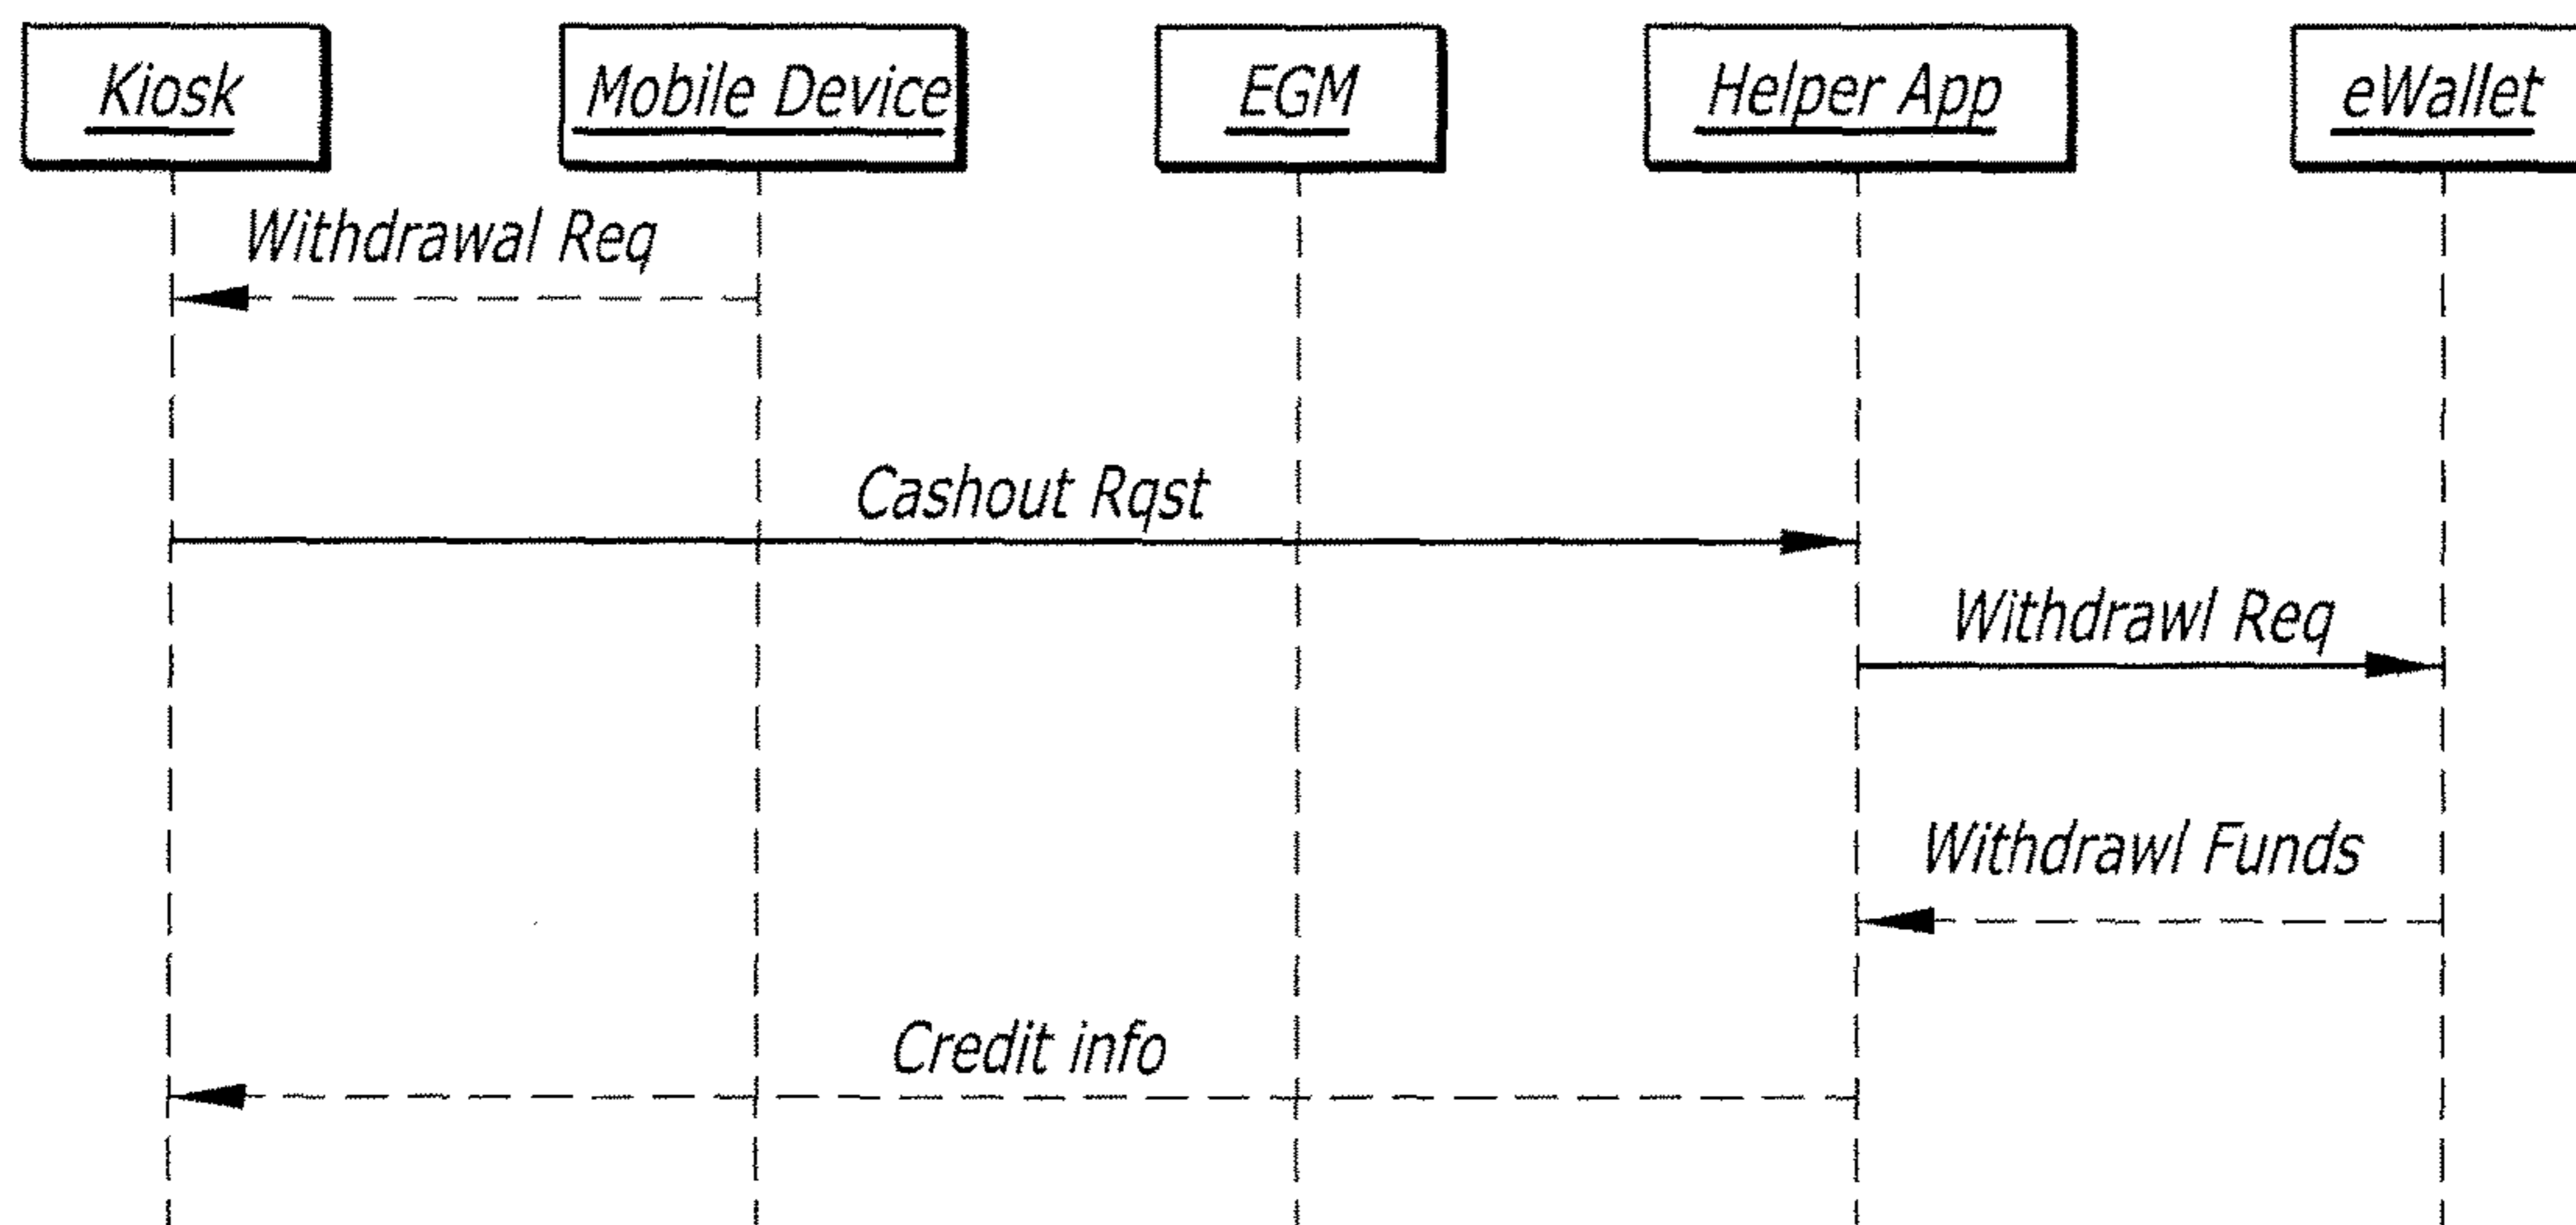 Kiosk
Mobile Device
EGM
Helper App
eWallet
Withdrawal Req
Cashout Rqst
Withdrawl Req
Withdrawl Funds
Credit info